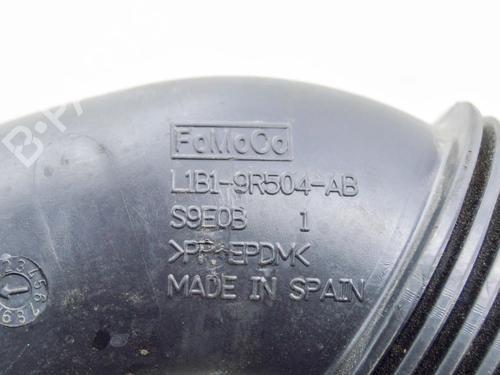 FoMoCo
L1B1-9R504-AB
S9E0B 1
>PP+EPDM<
MADE IN SPAIN